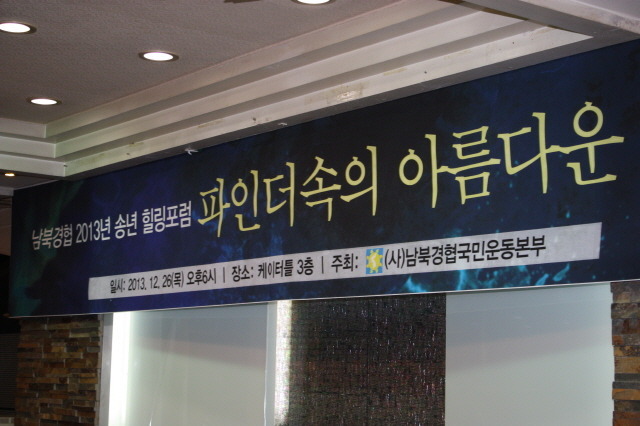 남북경협 2013년 송년 힐링포럼 파인더속의 아름다운
일시: 2013. 12. 26(목) 오후6시 | 장소: 케이터틀 3층 | 주최: (사)남북경협국민운동본부